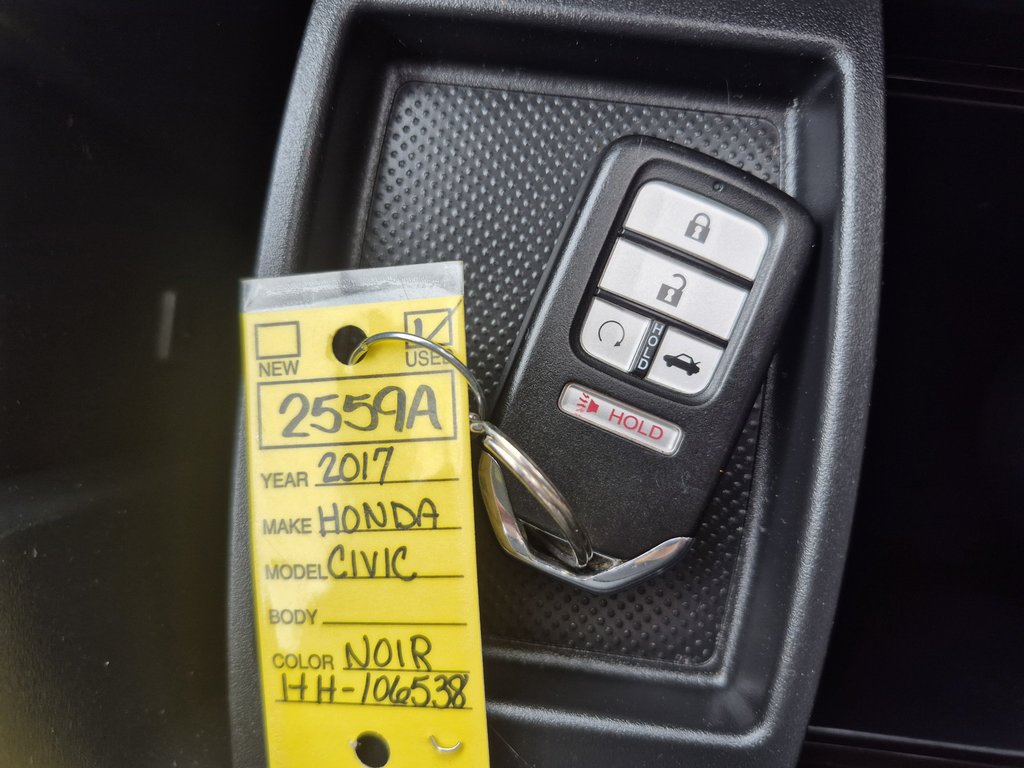 NEW USED
2559A
YEAR 2017
MAKE HONDA
MODEL CIVIC
BODY
COLOR NOIR
HH-106538
HOLD
HOLD